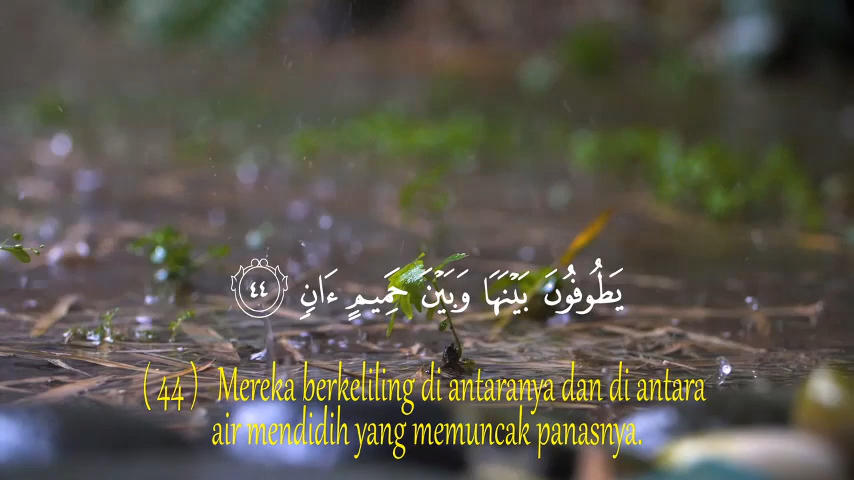 يَطُوفُونَ بَيْنَهَا وَبَيْنَ حَمِيمٍ ءَانٍ ٤٤
( 44 ) Mereka berkeliling di antaranya dan di antara
air mendidih yang memuncak panasnya.